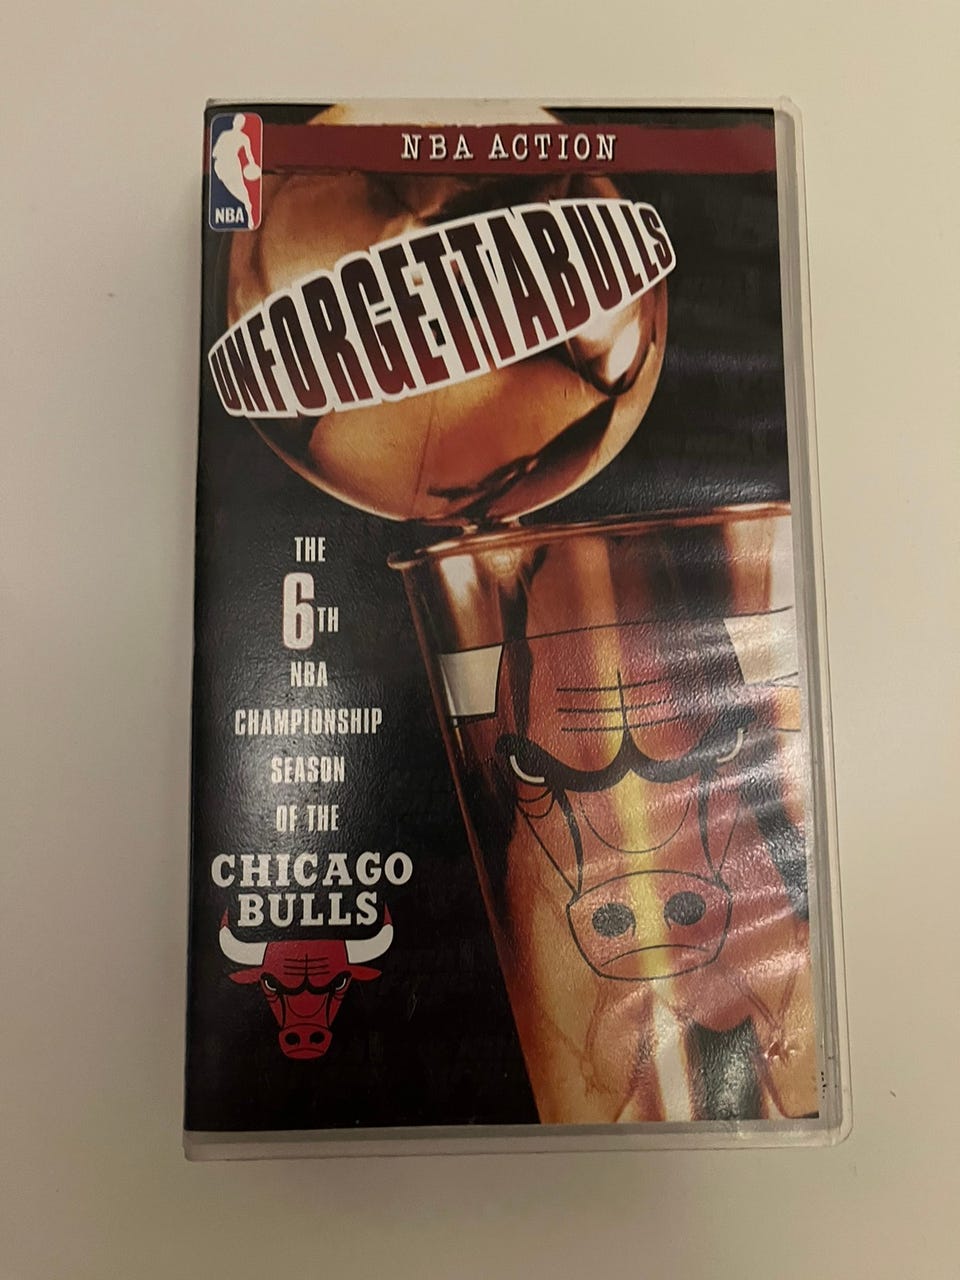 NBA ACTION
NBA
UNFORGETTABULLS
THE
6TH
NBA
CHAMPIONSHIP
SEASON
OF THE
CHICAGO
BULLS